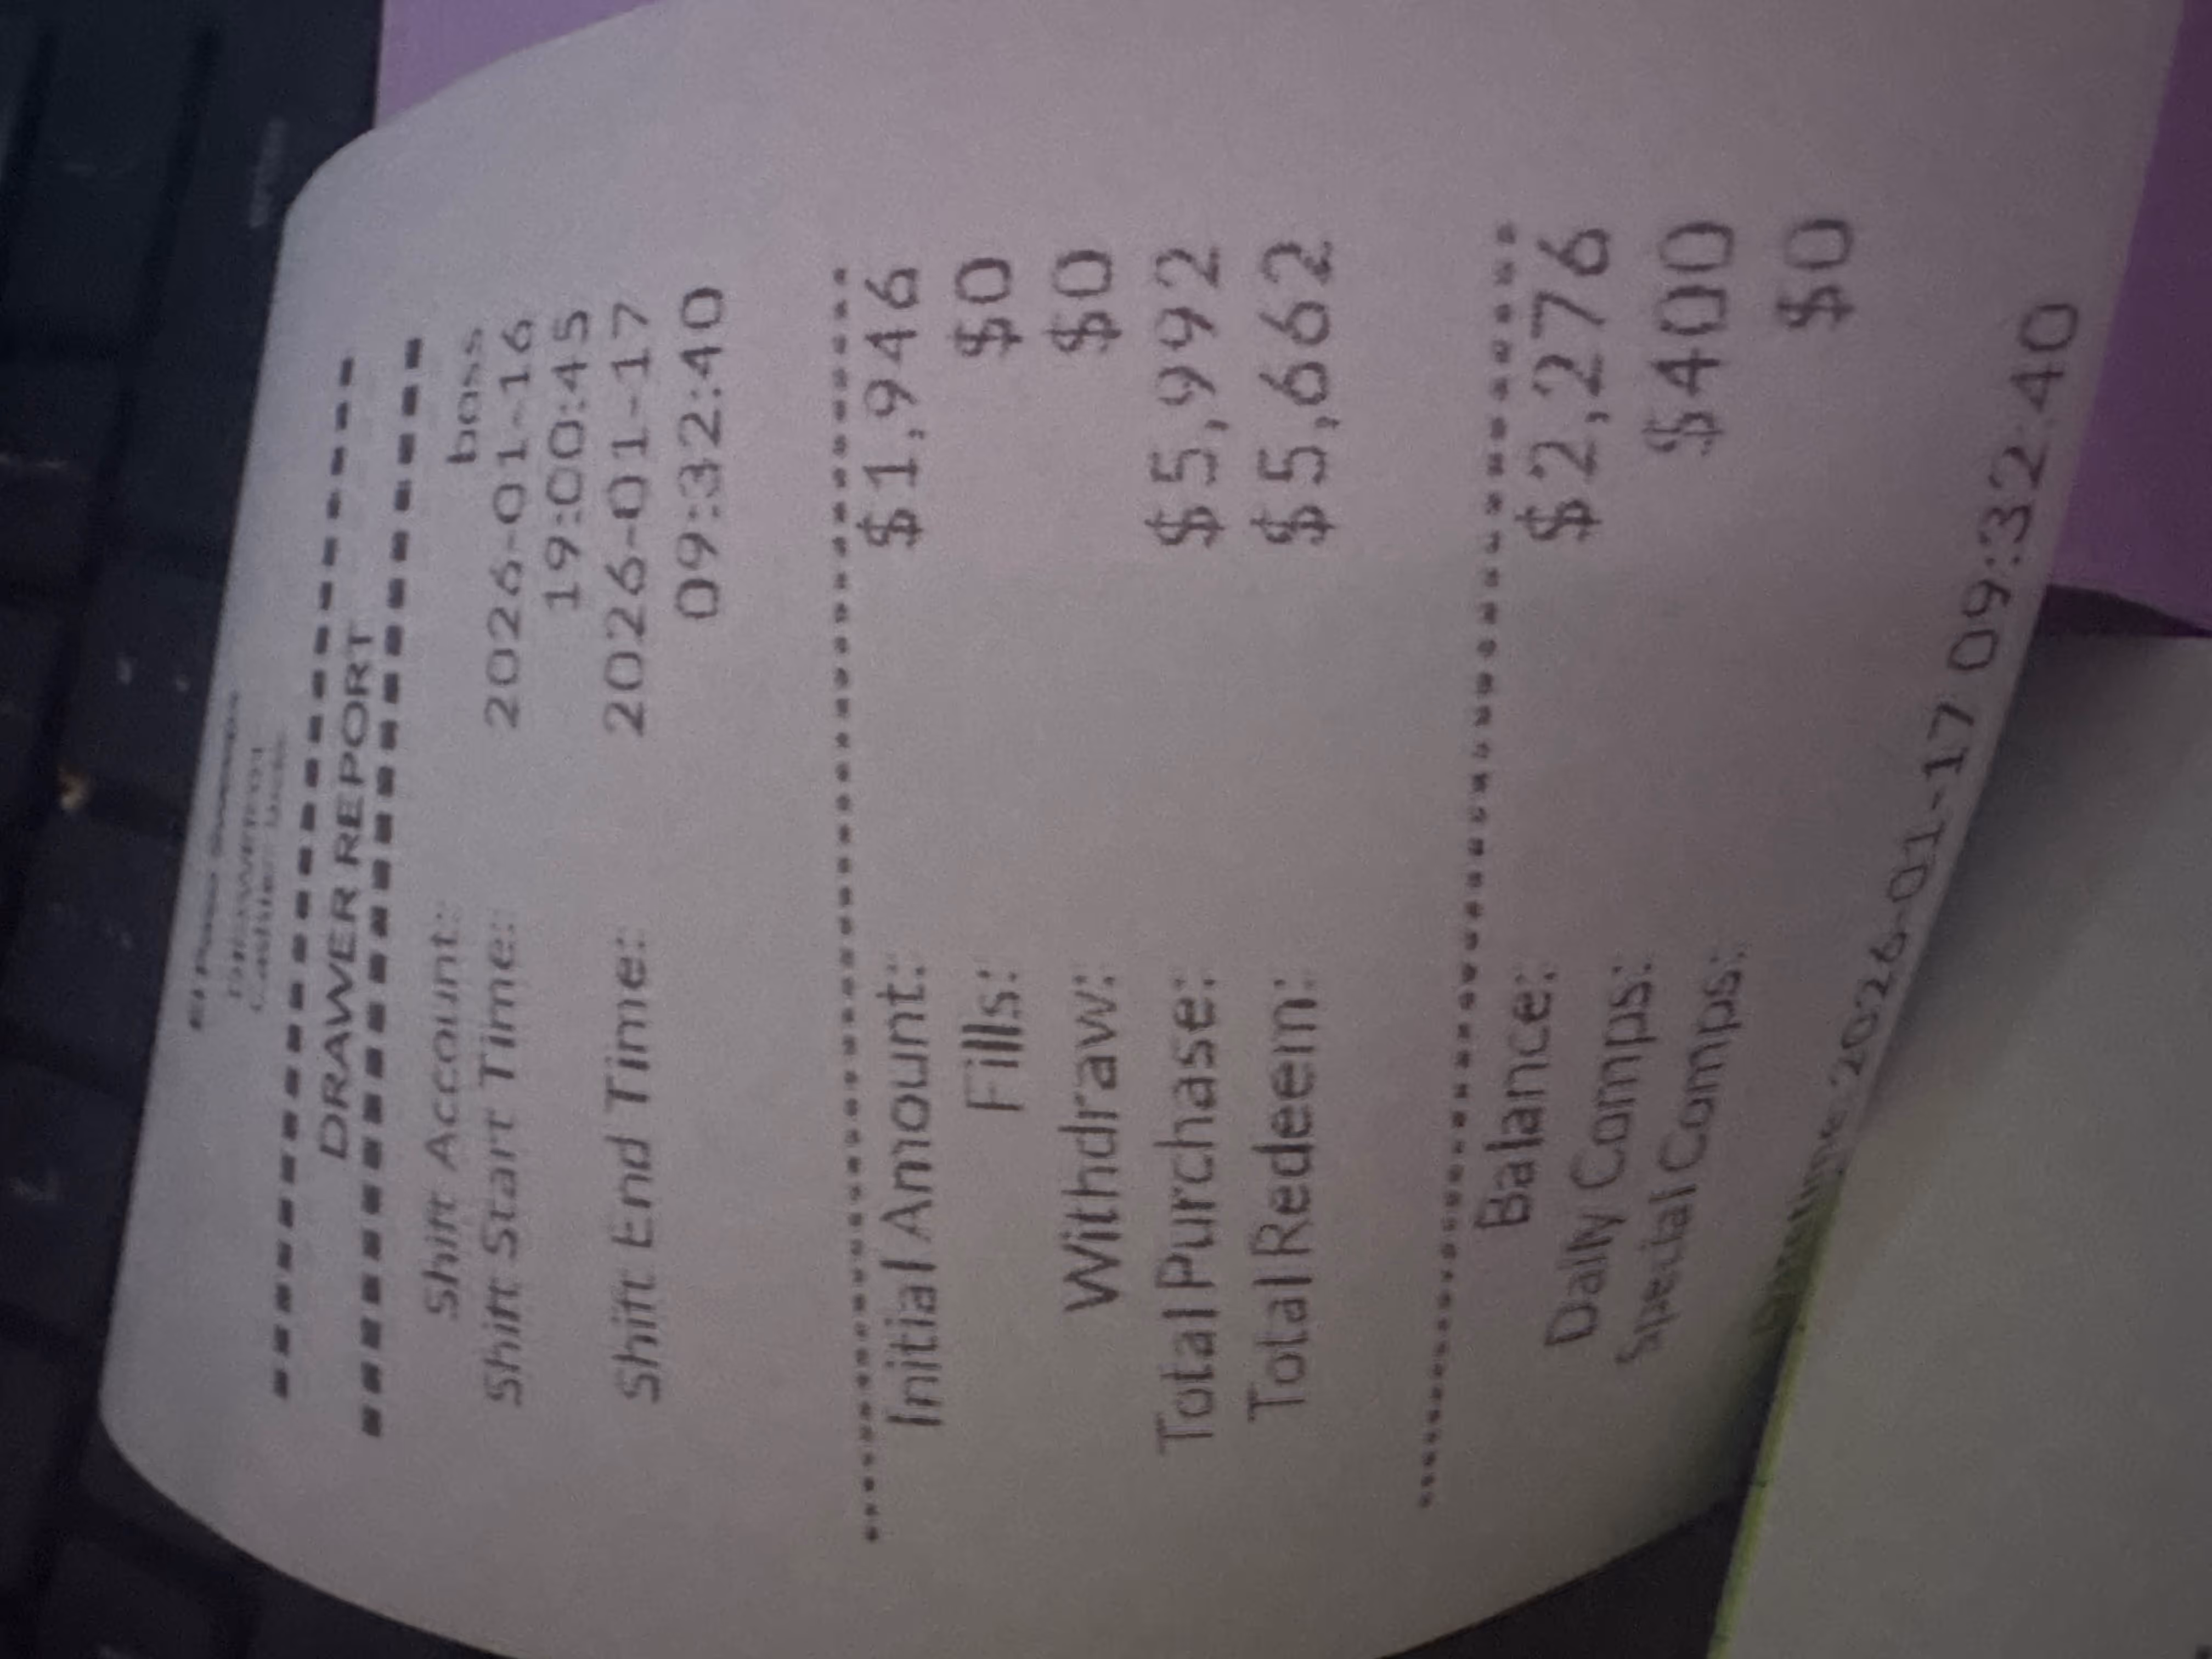 DRAWER REPORT
Shift Account: boss
Shift Start Time: 2026-01-16
19:00:45
Shift End Time: 2026-01-17
09:32:40
Initial Amount: $1,946
Fills: $0
Withdraw: $0
Total Purchase: $5,992
Total Redeem: $5,662
Balance: $2,276
Daily Comps: $400
Special Comps: $0
2026-01-17 09:32:40